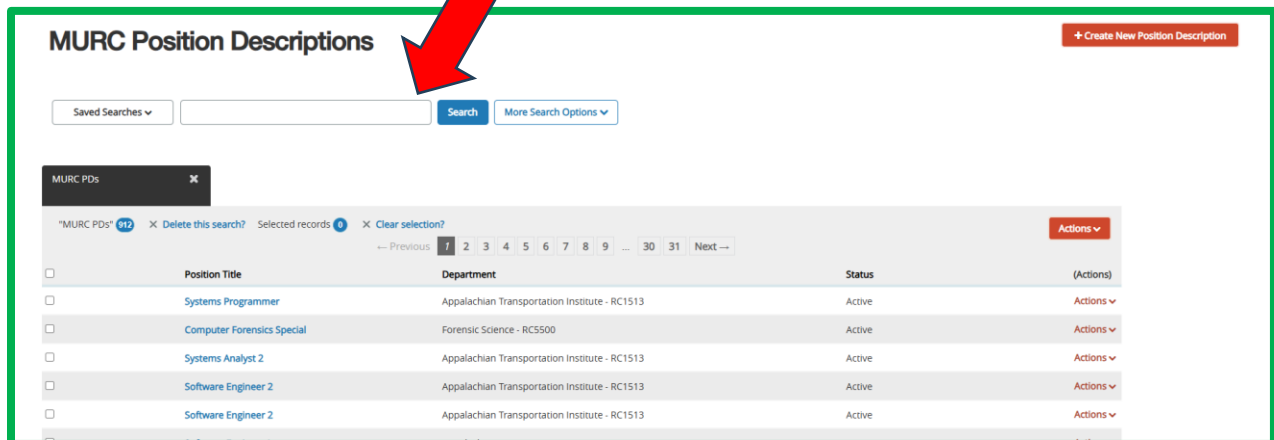 MURC Position Descriptions
+ Create New Position Description
Saved Searches
Search
More Search Options
MURC PDs ✖
"MURC PDs" 912 ✕ Delete this search? Selected records 0 ✕ Clear selection?
← Previous 1 2 3 4 5 6 7 8 9 … 30 31 Next →
Actions
Position Title Department Status (Actions)
Systems Programmer Appalachian Transportation Institute - RC1513 Active Actions
Computer Forensics Special Forensic Science - RC5500 Active Actions
Systems Analyst 2 Appalachian Transportation Institute - RC1513 Active Actions
Software Engineer 2 Appalachian Transportation Institute - RC1513 Active Actions
Software Engineer 2 Appalachian Transportation Institute - RC1513 Active Actions